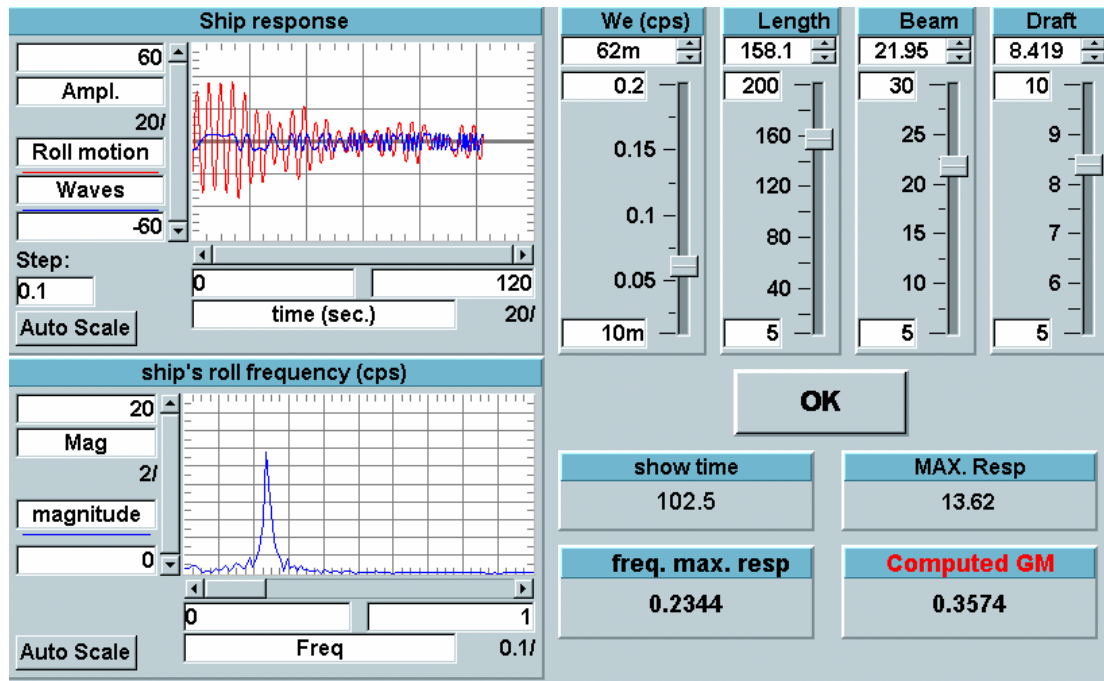 Ship response
60
Ampl.
20/
Roll motion
Waves
-60
Step:
0.1
Auto Scale
0
120
time (sec.)
20/
We (cps)
62m
0.2
0.15
0.1
0.05
10m
Length
158.1
200
160
120
80
40
5
Beam
21.95
30
25
20
15
10
5
Draft
8.419
10
9
8
7
6
5
ship's roll frequency (cps)
20
Mag
2/
magnitude
0
Auto Scale
0
1
Freq
0.1/
OK
show time
102.5
MAX. Resp
13.62
freq. max. resp
0.2344
Computed GM
0.3574